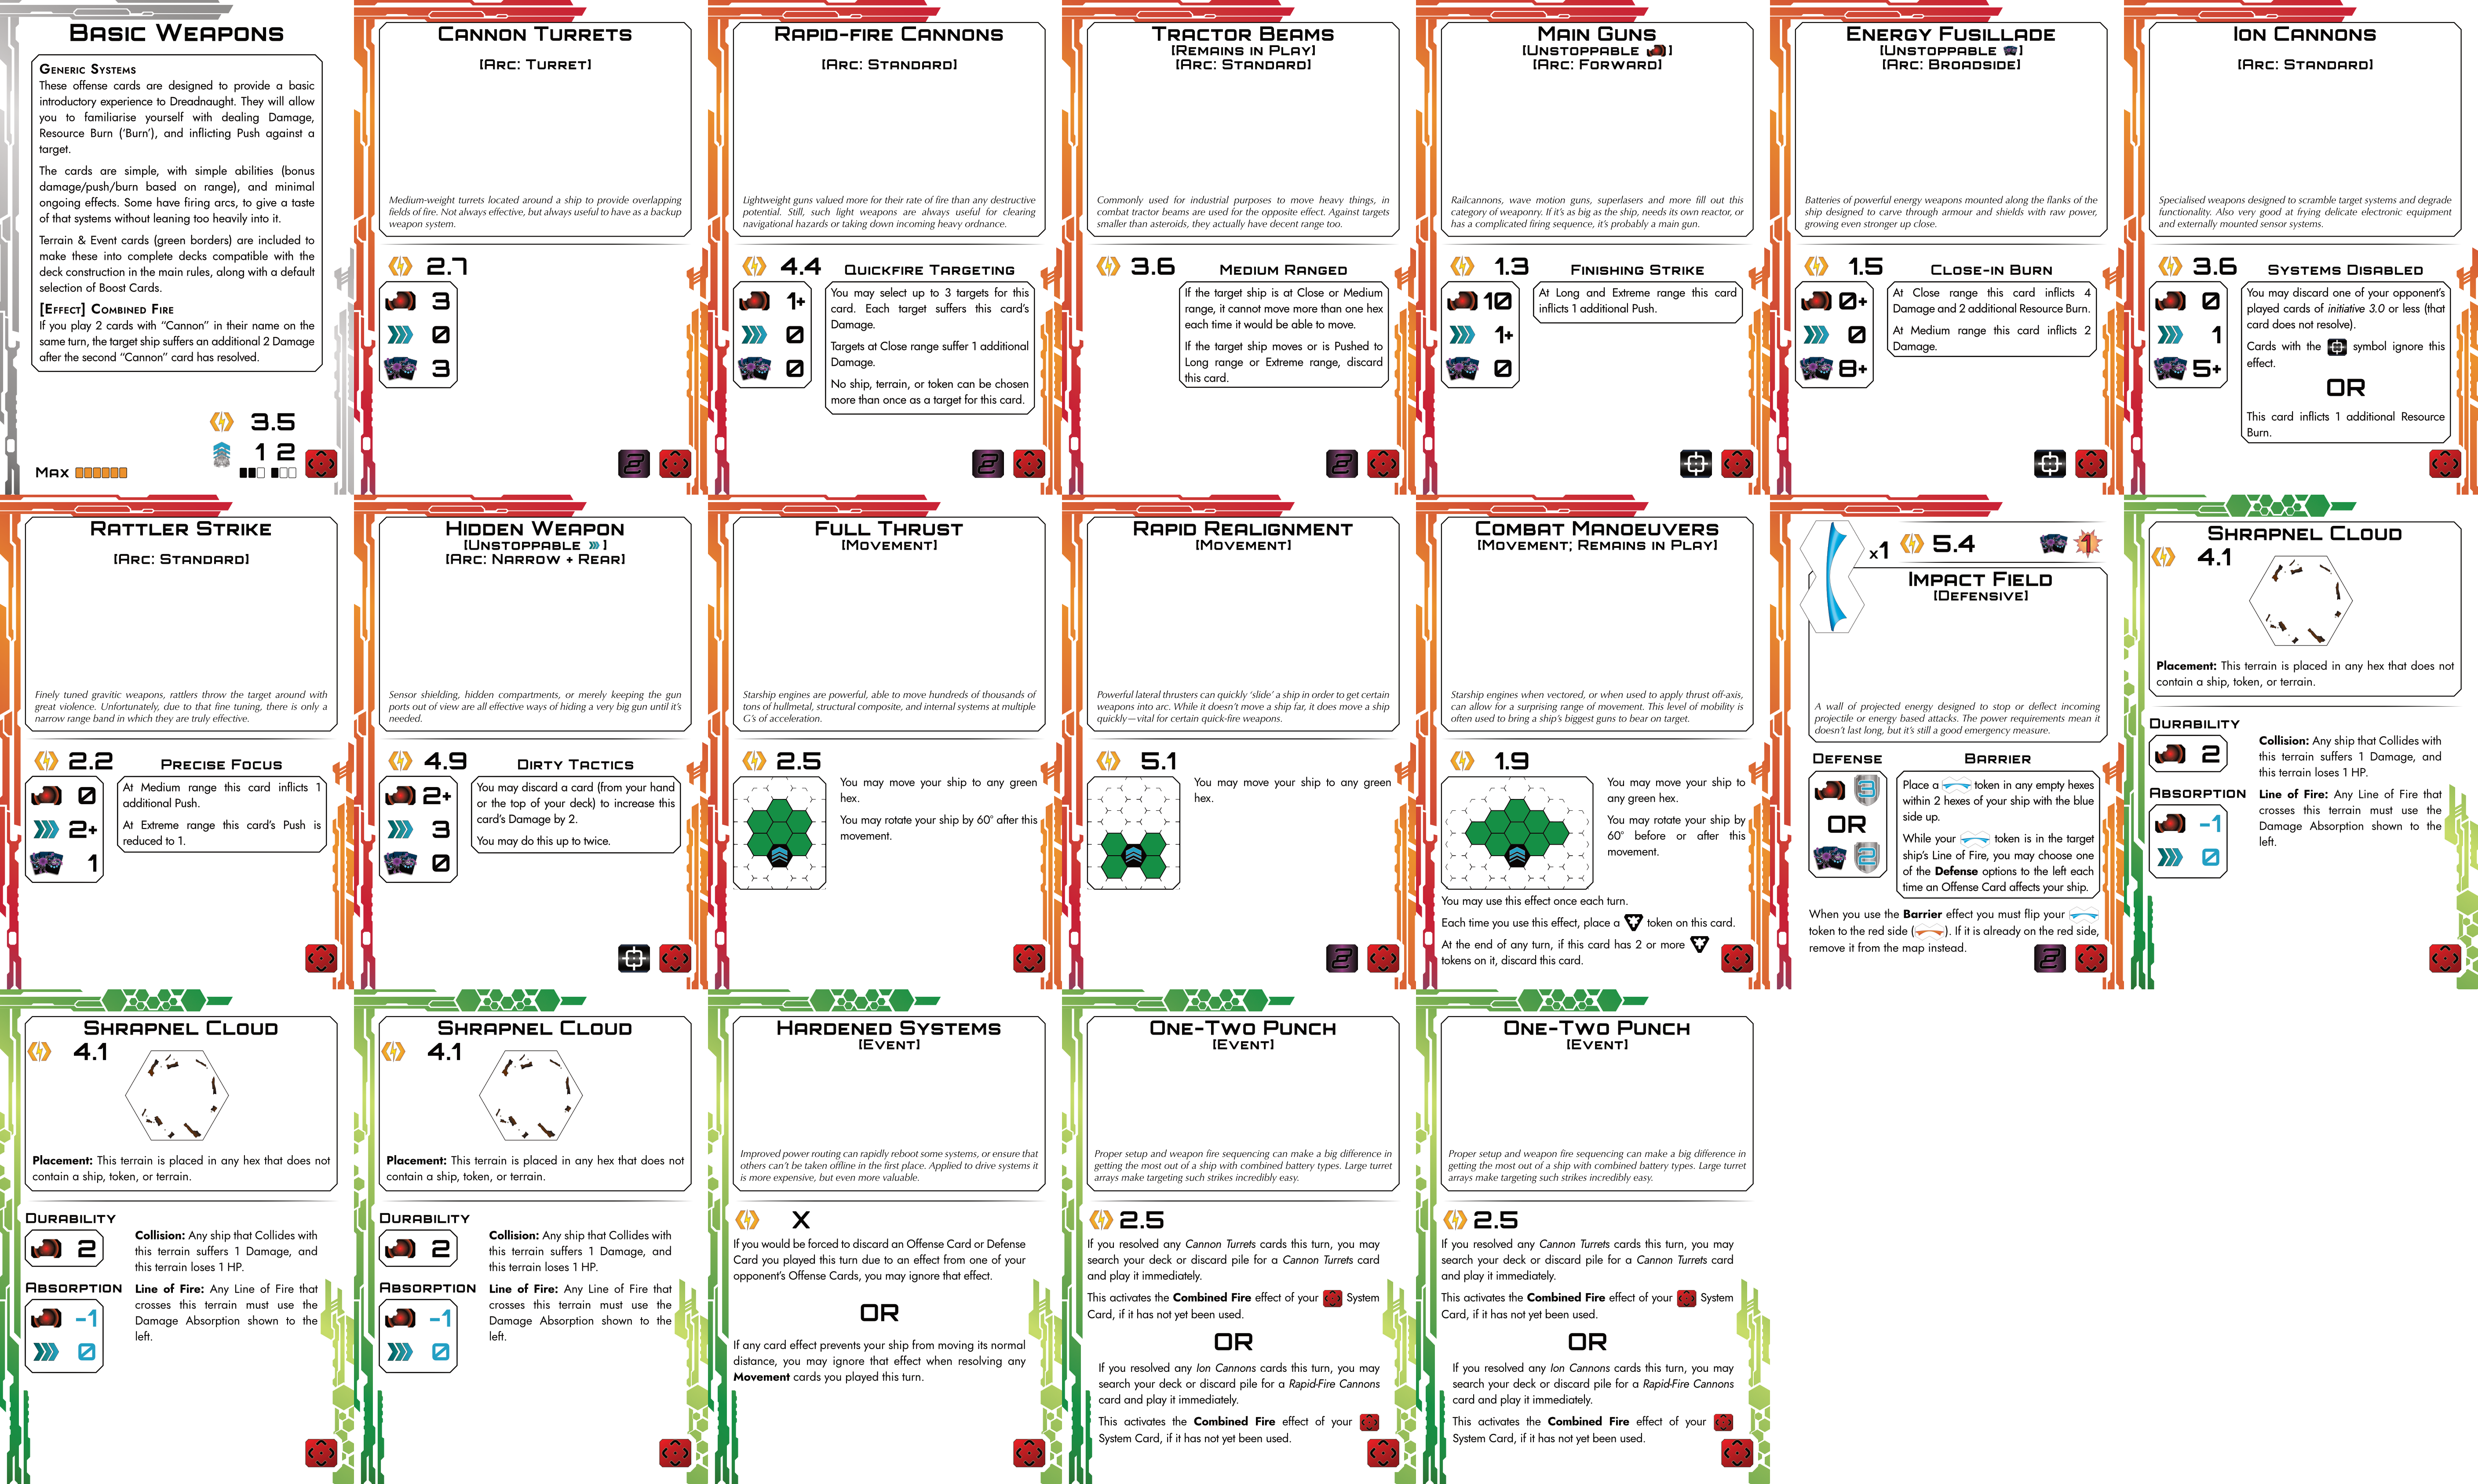 BASIC WEAPONS
GENERIC SYSTEMS
These offense cards are designed to provide a basic
introductory experience to Dreadnaught. They will allow
you to familiarise yourself with dealing Damage,
Resource Burn ('Burn'), and inflicting Push against a
target.
The cards are simple, with simple abilities (bonus
damage/push/burn based on range), and minimal
ongoing effects. Some have firing arcs, to give a taste
of that systems without leaning too heavily into it.
Terrain & Event cards (green borders) are included to
make these into complete decks compatible with the
deck construction in the main rules, along with a default
selection of Boost Cards.
[EFFECT] COMBINED FIRE
If you play 2 cards with "Cannon" in their name on the
same turn, the target ship suffers an additional 2 Damage
after the second "Cannon" card has resolved.
3.5
1 2
MAX
CANNON TURRETS
[ARC: TURRET]
Medium-weight turrets located around a ship to provide overlapping
fields of fire. Not always effective, but always useful to have as a backup
weapon system.
2.7
3
0
3
2
RAPID-FIRE CANNONS
[ARC: STANDARD]
Lightweight guns valued more for their rate of fire than any destructive
potential. Still, such light weapons are always useful for clearing
navigational hazards or taking down incoming heavy ordnance.
4.4 QUICKFIRE TARGETING
1+
0
0
You may select up to 3 targets for this
card. Each target suffers this card's
Damage.
Targets at Close range suffer 1 additional
Damage.
No ship, terrain, or token can be chosen
more than once as a target for this card.
2
TRACTOR BEAMS
[REMAINS IN PLAY]
[ARC: STANDARD]
Commonly used for industrial purposes to move heavy things, in
combat tractor beams are used for the opposite effect. Against targets
smaller than asteroids, they actually have decent range too.
3.6 MEDIUM RANGED
If the target ship is at Close or Medium
range, it cannot move more than one hex
each time it would be able to move.
If the target ship moves or is Pushed to
Long range or Extreme range, discard
this card.
2
MAIN GUNS
[UNSTOPPABLE ]
[ARC: FORWARD]
Railcannons, wave motion guns, superlasers and more fill out this
category of weaponry. If it's as big as the ship, needs its own reactor, or
has a complicated firing sequence, it's probably a main gun.
1.3 FINISHING STRIKE
10
1+
0
At Long and Extreme range this card
inflicts 1 additional Push.
ENERGY FUSILLADE
[UNSTOPPABLE ]
[ARC: BROADSIDE]
Batteries of powerful energy weapons mounted along the flanks of the
ship designed to carve through armour and shields with raw power,
growing even stronger up close.
1.5 CLOSE-IN BURN
0+
0
8+
At Close range this card inflicts 4
Damage and 2 additional Resource Burn.
At Medium range this card inflicts 2
Damage.
ION CANNONS
[ARC: STANDARD]
Specialised weapons designed to scramble target systems and degrade
functionality. Also very good at frying delicate electronic equipment
and externally mounted sensor systems.
3.6 SYSTEMS DISABLED
0
1
5+
You may discard one of your opponent's
played cards of initiative 3.0 or less (that
card does not resolve).
Cards with the symbol ignore this
effect.
OR
This card inflicts 1 additional Resource
Burn.
RATTLER STRIKE
[ARC: STANDARD]
Finely tuned gravitic weapons, rattlers throw the target around with
great violence. Unfortunately, due to that fine tuning, there is only a
narrow range band in which they are truly effective.
2.2 PRECISE FOCUS
0
2+
1
At Medium range this card inflicts 1
additional Push.
At Extreme range this card's Push is
reduced to 1.
HIDDEN WEAPON
[UNSTOPPABLE ]
[ARC: NARROW + REAR]
Sensor shielding, hidden compartments, or merely keeping the gun
ports out of view are all effective ways of hiding a very big gun until it's
needed.
4.9 DIRTY TACTICS
2+
3
0
You may discard a card (from your hand
or the top of your deck) to increase this
card's Damage by 2.
You may do this up to twice.
FULL THRUST
[MOVEMENT]
Starship engines are powerful, able to move hundreds of thousands of
tons of hullmetal, structural composite, and internal systems at multiple
G's of acceleration.
2.5
You may move your ship to any green
hex.
You may rotate your ship by 60° after this
movement.
RAPID REALIGNMENT
[MOVEMENT]
Powerful lateral thrusters can quickly 'slide' a ship in order to get certain
weapons into arc. While it doesn't move a ship far, it does move a ship
quickly—vital for certain quick-fire weapons.
5.1
You may move your ship to any green
hex.
2
COMBAT MANOEUVERS
[MOVEMENT; REMAINS IN PLAY]
Starship engines when vectored, or when used to apply thrust off-axis,
can allow for a surprising range of movement. This level of mobility is
often used to bring a ship's biggest guns to bear on target.
1.9
You may move your ship to
any green hex.
You may rotate your ship by
60° before or after this
movement.
You may use this effect once each turn.
Each time you use this effect, place a token on this card.
At the end of any turn, if this card has 2 or more
tokens on it, discard this card.
x1 5.4 1
IMPACT FIELD
[DEFENSIVE]
A wall of projected energy designed to stop or deflect incoming
projectile or energy based attacks. The power requirements mean it
doesn't last long, but it's still a good emergency measure.
DEFENSE BARRIER
3
OR
2
Place a token in any empty hexes
within 2 hexes of your ship with the blue
side up.
While your token is in the target
ship's Line of Fire, you may choose one
of the Defense options to the left each
time an Offense Card affects your ship.
When you use the Barrier effect you must flip your
token to the red side ( ). If it is already on the red side,
remove it from the map instead.
2
SHRAPNEL CLOUD
4.1
Placement: This terrain is placed in any hex that does not
contain a ship, token, or terrain.
DURABILITY
2
ABSORPTION
-1
0
Collision: Any ship that Collides with
this terrain suffers 1 Damage, and
this terrain loses 1 HP.
Line of Fire: Any Line of Fire that
crosses this terrain must use the
Damage Absorption shown to the
left.
SHRAPNEL CLOUD
4.1
Placement: This terrain is placed in any hex that does not
contain a ship, token, or terrain.
DURABILITY
2
ABSORPTION
-1
0
Collision: Any ship that Collides with
this terrain suffers 1 Damage, and
this terrain loses 1 HP.
Line of Fire: Any Line of Fire that
crosses this terrain must use the
Damage Absorption shown to the
left.
SHRAPNEL CLOUD
4.1
Placement: This terrain is placed in any hex that does not
contain a ship, token, or terrain.
DURABILITY
2
ABSORPTION
-1
0
Collision: Any ship that Collides with
this terrain suffers 1 Damage, and
this terrain loses 1 HP.
Line of Fire: Any Line of Fire that
crosses this terrain must use the
Damage Absorption shown to the
left.
HARDENED SYSTEMS
[EVENT]
Improved power routing can rapidly reboot some systems, or ensure that
others can't be taken offline in the first place. Applied to drive systems it
is more expensive, but even more valuable.
X
If you would be forced to discard an Offense Card or Defense
Card you played this turn due to an effect from one of your
opponent's Offense Cards, you may ignore that effect.
OR
If any card effect prevents your ship from moving its normal
distance, you may ignore that effect when resolving any
Movement cards you played this turn.
ONE-TWO PUNCH
[EVENT]
Proper setup and weapon fire sequencing can make a big difference in
getting the most out of a ship with combined battery types. Large turret
arrays make targeting such strikes incredibly easy.
2.5
If you resolved any Cannon Turrets cards this turn, you may
search your deck or discard pile for a Cannon Turrets card
and play it immediately.
This activates the Combined Fire effect of your System
Card, if it has not yet been used.
OR
If you resolved any Ion Cannons cards this turn, you may
search your deck or discard pile for a Rapid-Fire Cannons
card and play it immediately.
This activates the Combined Fire effect of your
System Card, if it has not yet been used.
ONE-TWO PUNCH
[EVENT]
Proper setup and weapon fire sequencing can make a big difference in
getting the most out of a ship with combined battery types. Large turret
arrays make targeting such strikes incredibly easy.
2.5
If you resolved any Cannon Turrets cards this turn, you may
search your deck or discard pile for a Cannon Turrets card
and play it immediately.
This activates the Combined Fire effect of your System
Card, if it has not yet been used.
OR
If you resolved any Ion Cannons cards this turn, you may
search your deck or discard pile for a Rapid-Fire Cannons
card and play it immediately.
This activates the Combined Fire effect of your
System Card, if it has not yet been used.